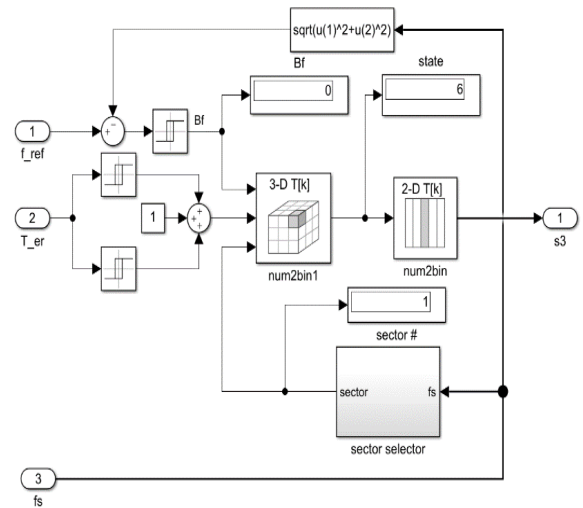 sqrt(u(1)^2+u(2)^2)
Bf
state
0
6
Bf
1
f_ref
3-D T[k]
2-D T[k]
2
T_er
1
1
s3
num2bin1
num2bin
1
sector #
sector
fs
sector selector
3
fs